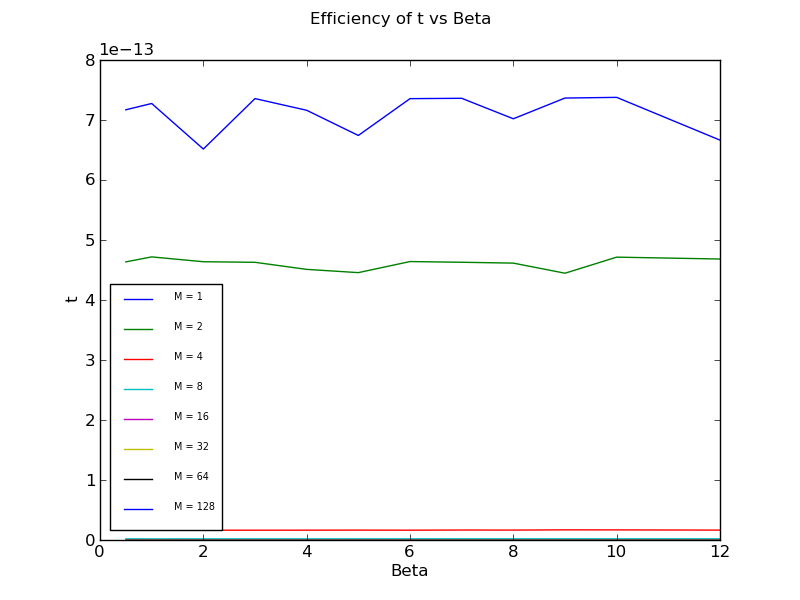 Efficiency of t vs Beta
1e−13
8
7
6
5
4
3
2
1
0
t
M = 1
M = 2
M = 4
M = 8
M = 16
M = 32
M = 64
M = 128
0 2 4 6 8 10 12
Beta